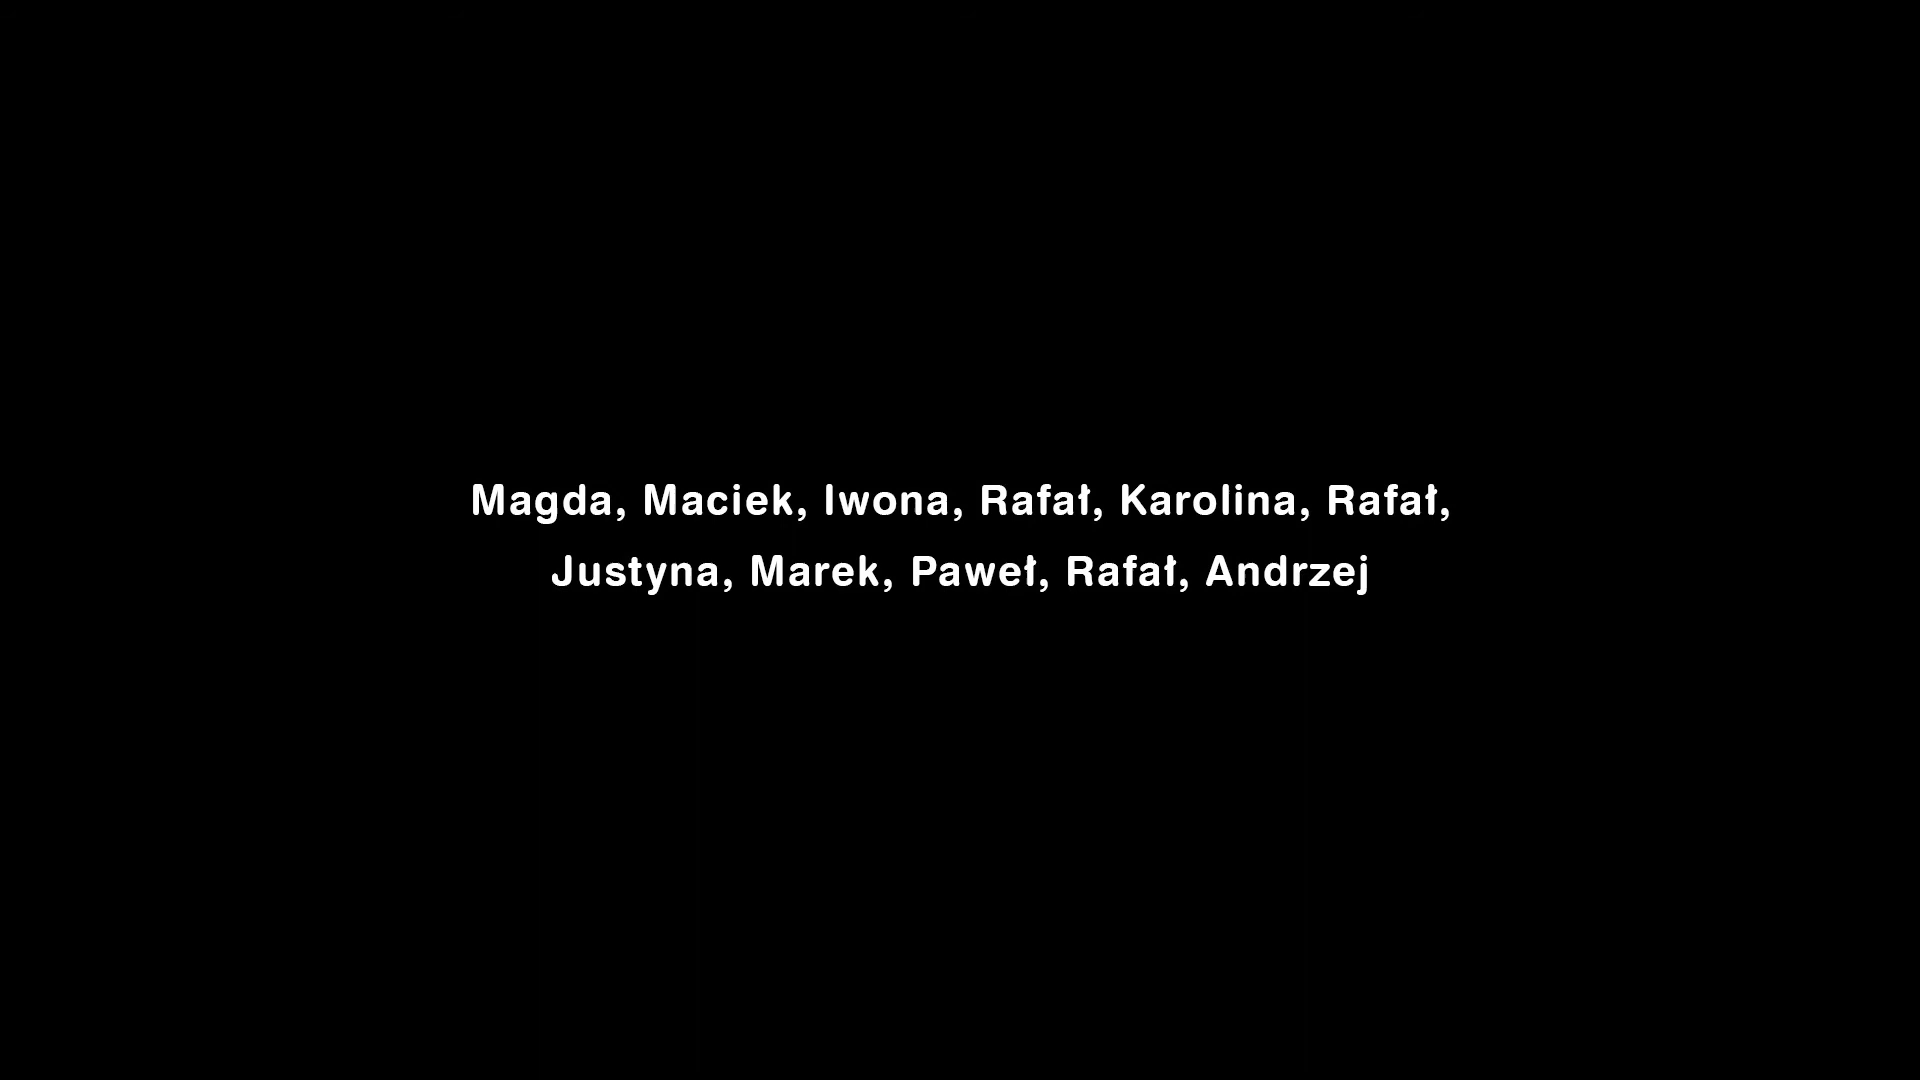 Magda, Maciek, Iwona, Rafał, Karolina, Rafał,
Justyna, Marek, Paweł, Rafał, Andrzej